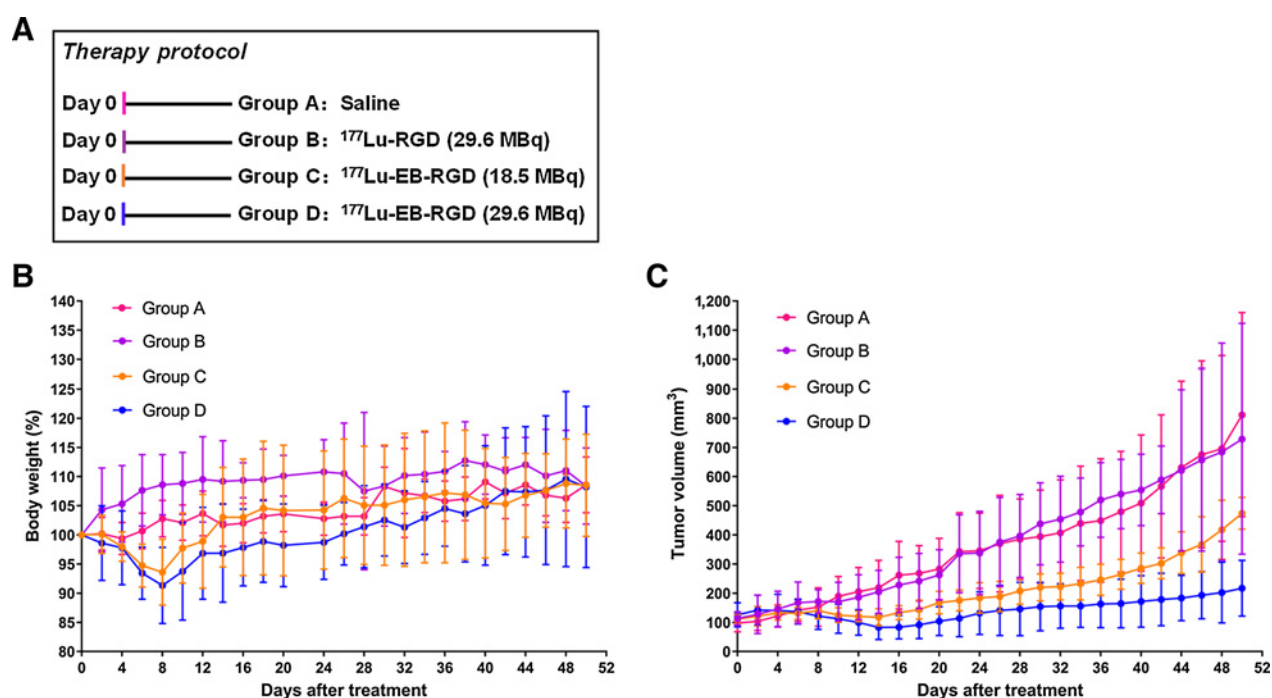 A
Therapy protocol
Day 0 Group A: Saline
Day 0 Group B: ¹⁷⁷Lu-RGD (29.6 MBq)
Day 0 Group C: ¹⁷⁷Lu-EB-RGD (18.5 MBq)
Day 0 Group D: ¹⁷⁷Lu-EB-RGD (29.6 MBq)
B
140
135
130
125
120
115
110
105
100
95
90
85
80
Body weight (%)
Group A
Group B
Group C
Group D
0 4 8 12 16 20 24 28 32 36 40 44 48 52
Days after treatment
C
1,200
1,100
1,000
900
800
700
600
500
400
300
200
100
0
Tumor volume (mm³)
Group A
Group B
Group C
Group D
0 4 8 12 16 20 24 28 32 36 40 44 48 52
Days after treatment